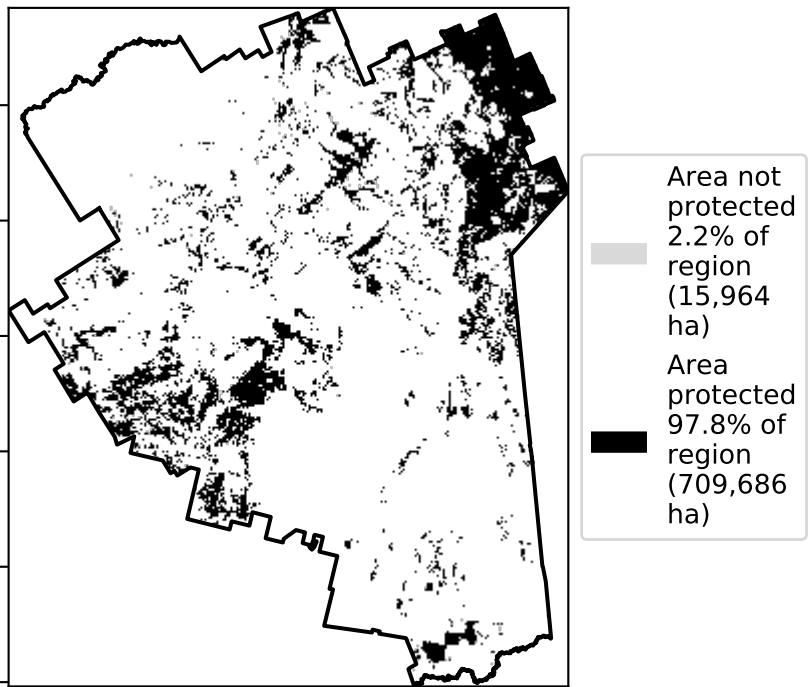 Area not
protected
2.2% of
region
(15,964
ha)
Area
protected
97.8% of
region
(709,686
ha)